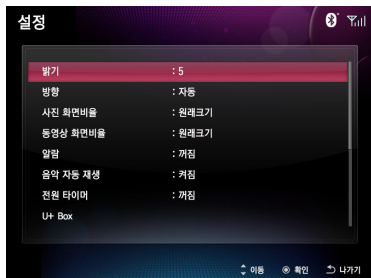 설정
밝기 : 5
방향 : 자동
사진 화면비율 : 원래크기
동영상 화면비율 : 원래크기
알람 : 꺼짐
음악 자동 재생 : 켜짐
전원 타이머 : 꺼짐
U+ Box
이동 확인 나가기